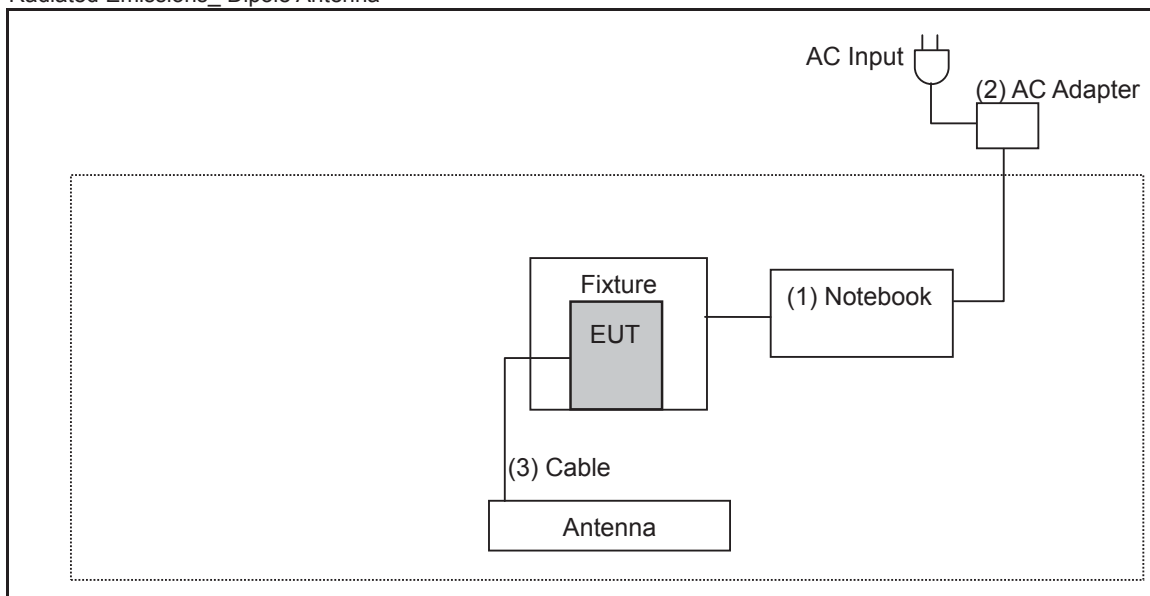 Radiated Emissions_ Dipole Antenna
AC Input
(2) AC Adapter
Fixture
(1) Notebook
EUT
(3) Cable
Antenna